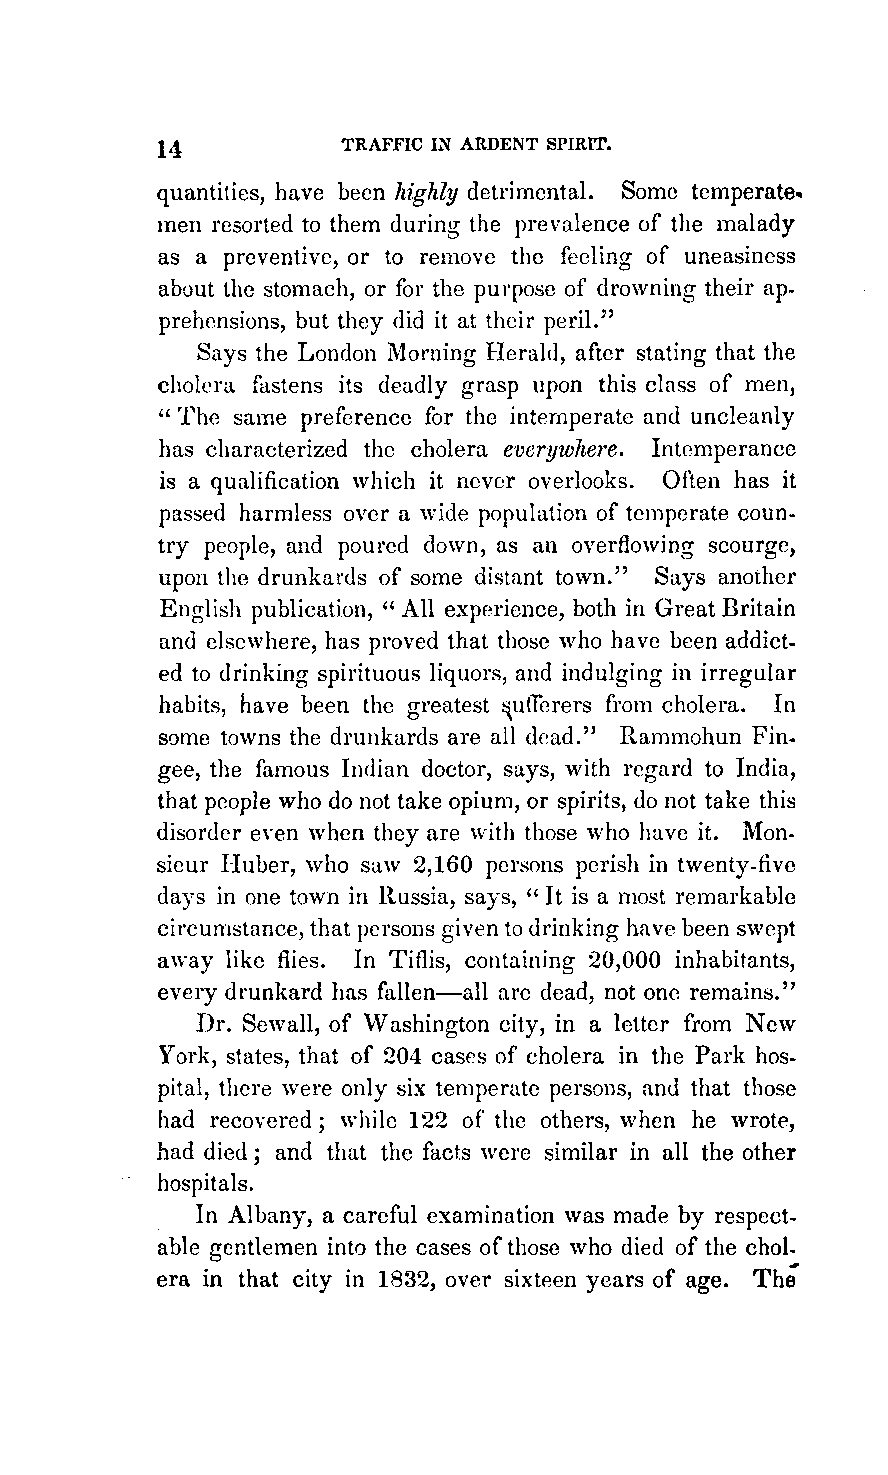 14 TRAFFIC IN ARDENT SPIRIT.
quantities, have been highly detrimental. Some temperate
men resorted to them during the prevalence of the malady
as a preventive, or to remove the feeling of uneasiness
about the stomach, or for the purpose of drowning their ap-
prehensions, but they did it at their peril."
Says the London Morning Herald, after stating that the
cholera fastens its deadly grasp upon this class of men,
"The same preference for the intemperate and uncleanly
has characterized the cholera everywhere. Intemperance
is a qualification which it never overlooks. Often has it
passed harmless over a wide population of temperate coun-
try people, and poured down, as an overflowing scourge,
upon the drunkards of some distant town." Says another
English publication, "All experience, both in Great Britain
and elsewhere, has proved that those who have been addict-
ed to drinking spirituous liquors, and indulging in irregular
habits, have been the greatest sufferers from cholera. In
some towns the drunkards are all dead." Rammohun Fin-
gee, the famous Indian doctor, says, with regard to India,
that people who do not take opium, or spirits, do not take this
disorder even when they are with those who have it. Mon-
sieur Huber, who saw 2,160 persons perish in twenty-five
days in one town in Russia, says, "It is a most remarkable
circumstance, that persons given to drinking have been swept
away like flies. In Tiflis, containing 20,000 inhabitants,
every drunkard has fallen—all are dead, not one remains."
Dr. Sewall, of Washington city, in a letter from New
York, states, that of 204 cases of cholera in the Park hos-
pital, there were only six temperate persons, and that those
had recovered; while 122 of the others, when he wrote,
had died; and that the facts were similar in all the other
hospitals.
In Albany, a careful examination was made by respect-
able gentlemen into the cases of those who died of the chol-
era in that city in 1832, over sixteen years of age. The